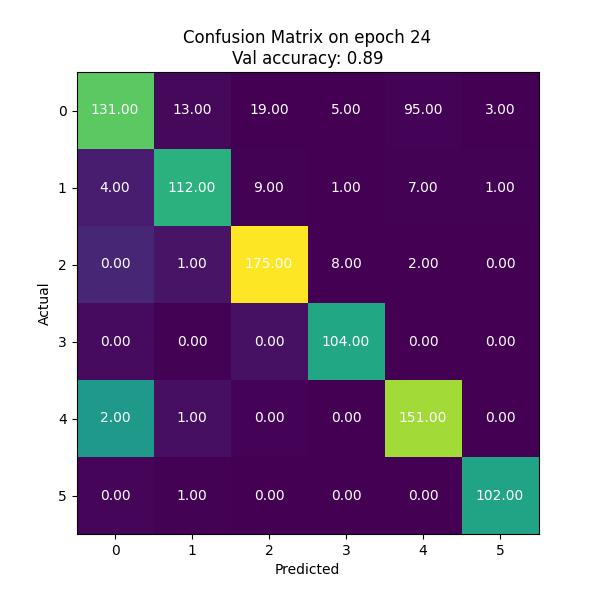 Confusion Matrix on epoch 24
Val accuracy: 0.89
Actual
0 131.00 13.00 19.00 5.00 95.00 3.00
1 4.00 112.00 9.00 1.00 7.00 1.00
2 0.00 1.00 175.00 8.00 2.00 0.00
3 0.00 0.00 0.00 104.00 0.00 0.00
4 2.00 1.00 0.00 0.00 151.00 0.00
5 0.00 1.00 0.00 0.00 0.00 102.00
0 1 2 3 4 5
Predicted